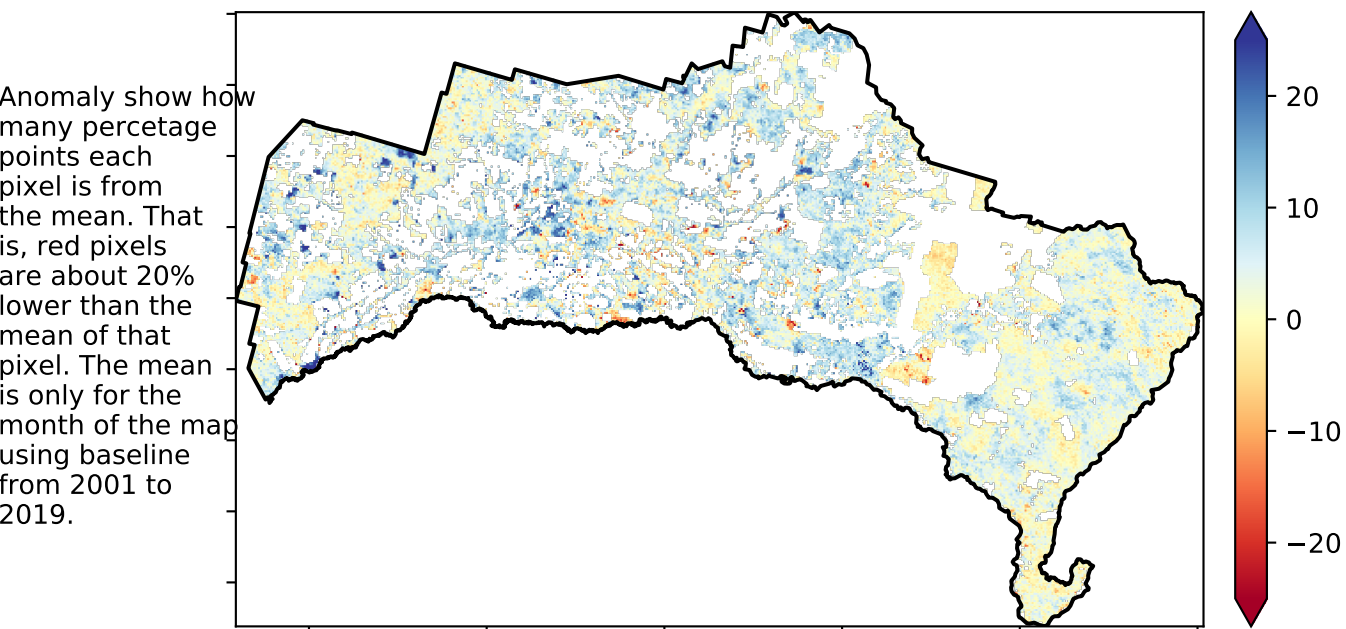 Anomaly show how
many percetage
points each
pixel is from
the mean. That
is, red pixels
are about 20%
lower than the
mean of that
pixel. The mean
is only for the
month of the map
using baseline
from 2001 to
2019.
20
10
0
−10
−20